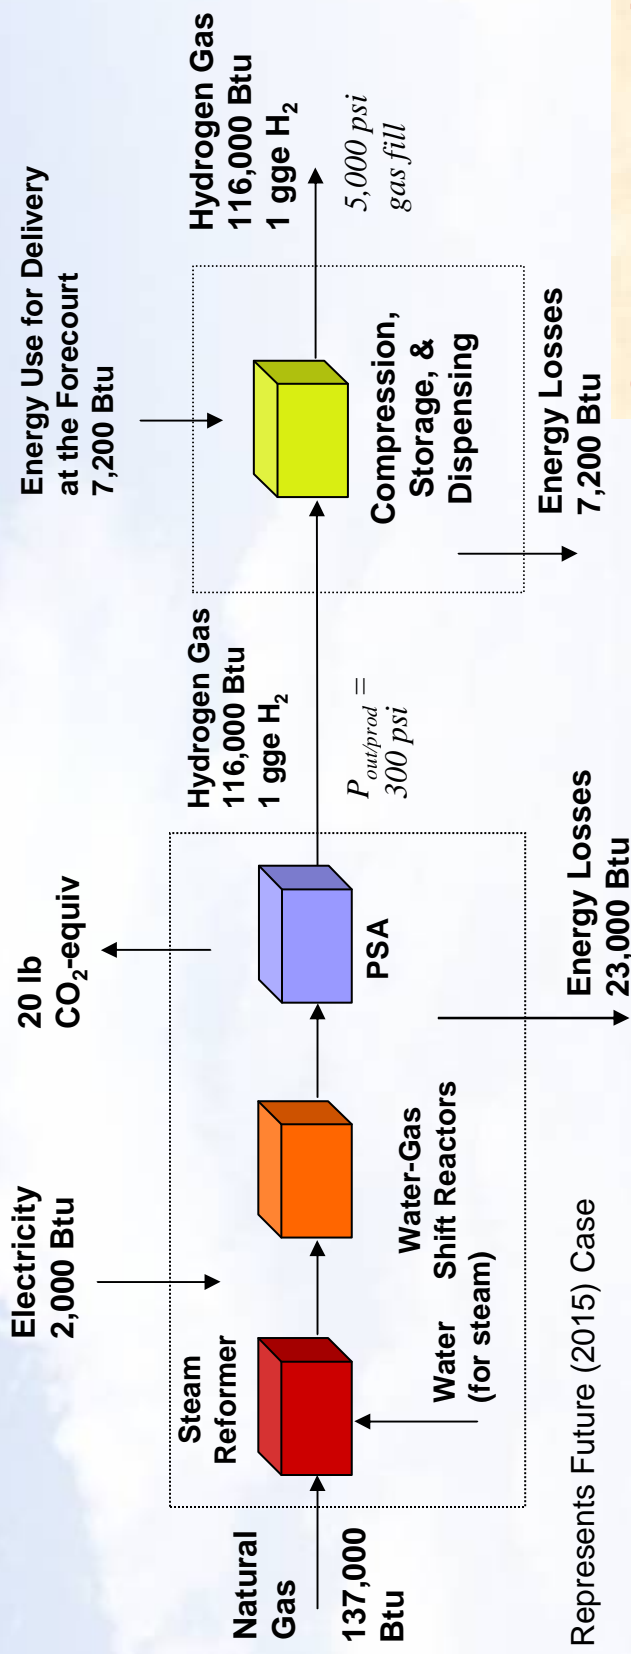 Electricity
2,000 Btu
20 lb
CO₂-equiv
Energy Use for Delivery
at the Forecourt
7,200 Btu
Natural
Gas
137,000
Btu
Steam
Reformer
Water
(for steam)
Water-Gas
Shift Reactors
PSA
Hydrogen Gas
116,000 Btu
1 gge H₂
P out/prod =
300 psi
Compression,
Storage, &
Dispensing
Hydrogen Gas
116,000 Btu
1 gge H₂
5,000 psi
gas fill
Energy Losses
23,000 Btu
Energy Losses
7,200 Btu
Represents Future (2015) Case